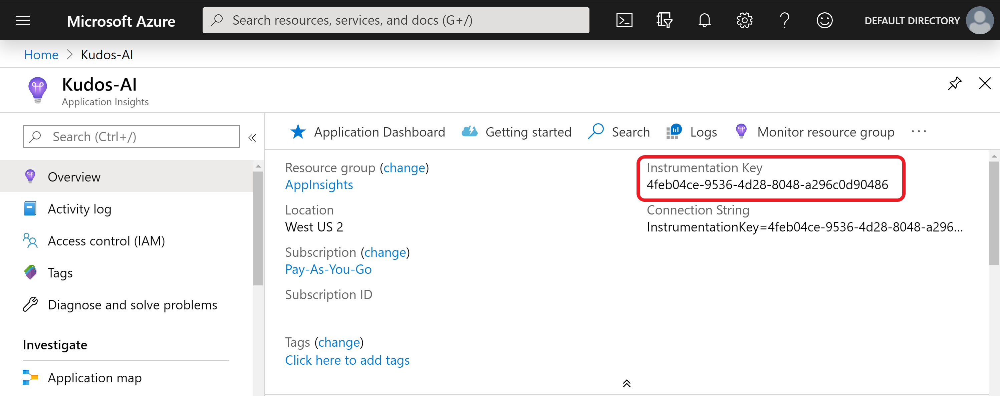 Microsoft Azure
Search resources, services, and docs (G+/)
DEFAULT DIRECTORY
Home > Kudos-AI
Kudos-AI
Application Insights
Search (Ctrl+/)
Overview
Activity log
Access control (IAM)
Tags
Diagnose and solve problems
Investigate
Application map
Application Dashboard
Getting started
Search
Logs
Monitor resource group
Resource group (change)
AppInsights
Location
West US 2
Subscription (change)
Pay-As-You-Go
Subscription ID
Tags (change)
Click here to add tags
Instrumentation Key
4feb04ce-9536-4d28-8048-a296c0d90486
Connection String
InstrumentationKey=4feb04ce-9536-4d28-8048-a296...